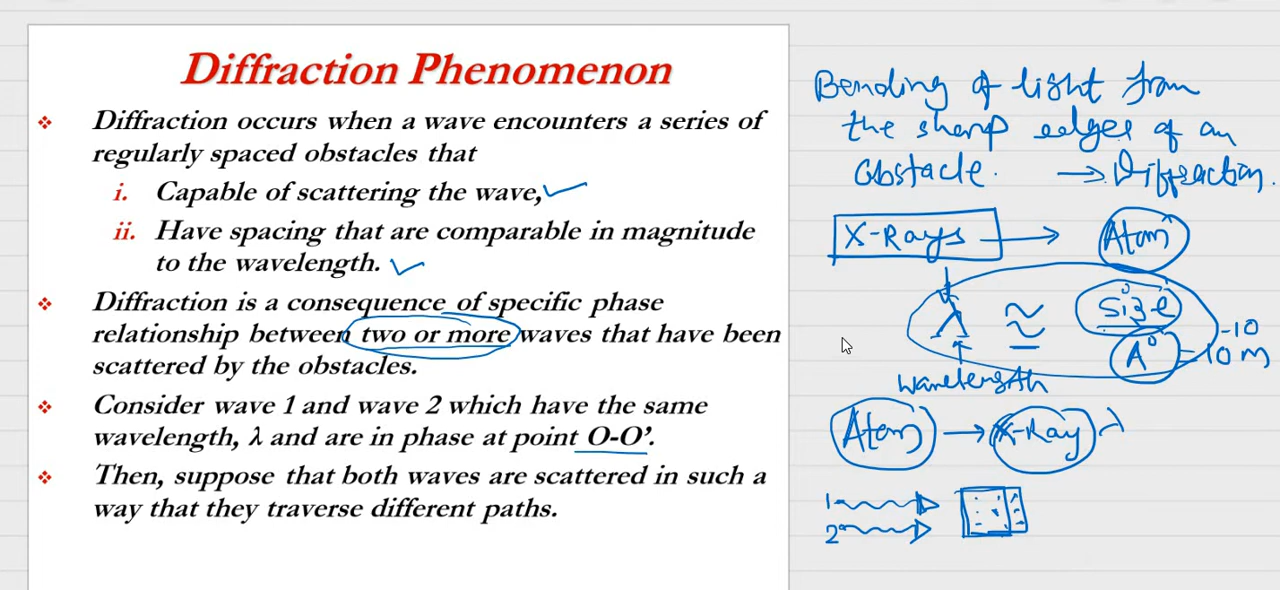 Diffraction Phenomenon
❖ Diffraction occurs when a wave encounters a series of
regularly spaced obstacles that
i. Capable of scattering the wave,
ii. Have spacing that are comparable in magnitude
to the wavelength.
❖ Diffraction is a consequence of specific phase
relationship between two or more waves that have been
scattered by the obstacles.
❖ Consider wave 1 and wave 2 which have the same
wavelength, λ and are in phase at point O-O’.
❖ Then, suppose that both waves are scattered in such a
way that they traverse different paths.
Bending of light from
the sharp edges of an
obstacle. → Diffraction.
X-Rays → Atom
λ ≅ Size
A° = 10⁻¹⁰ m
wavelength
Atom → X-Ray λ
1
2